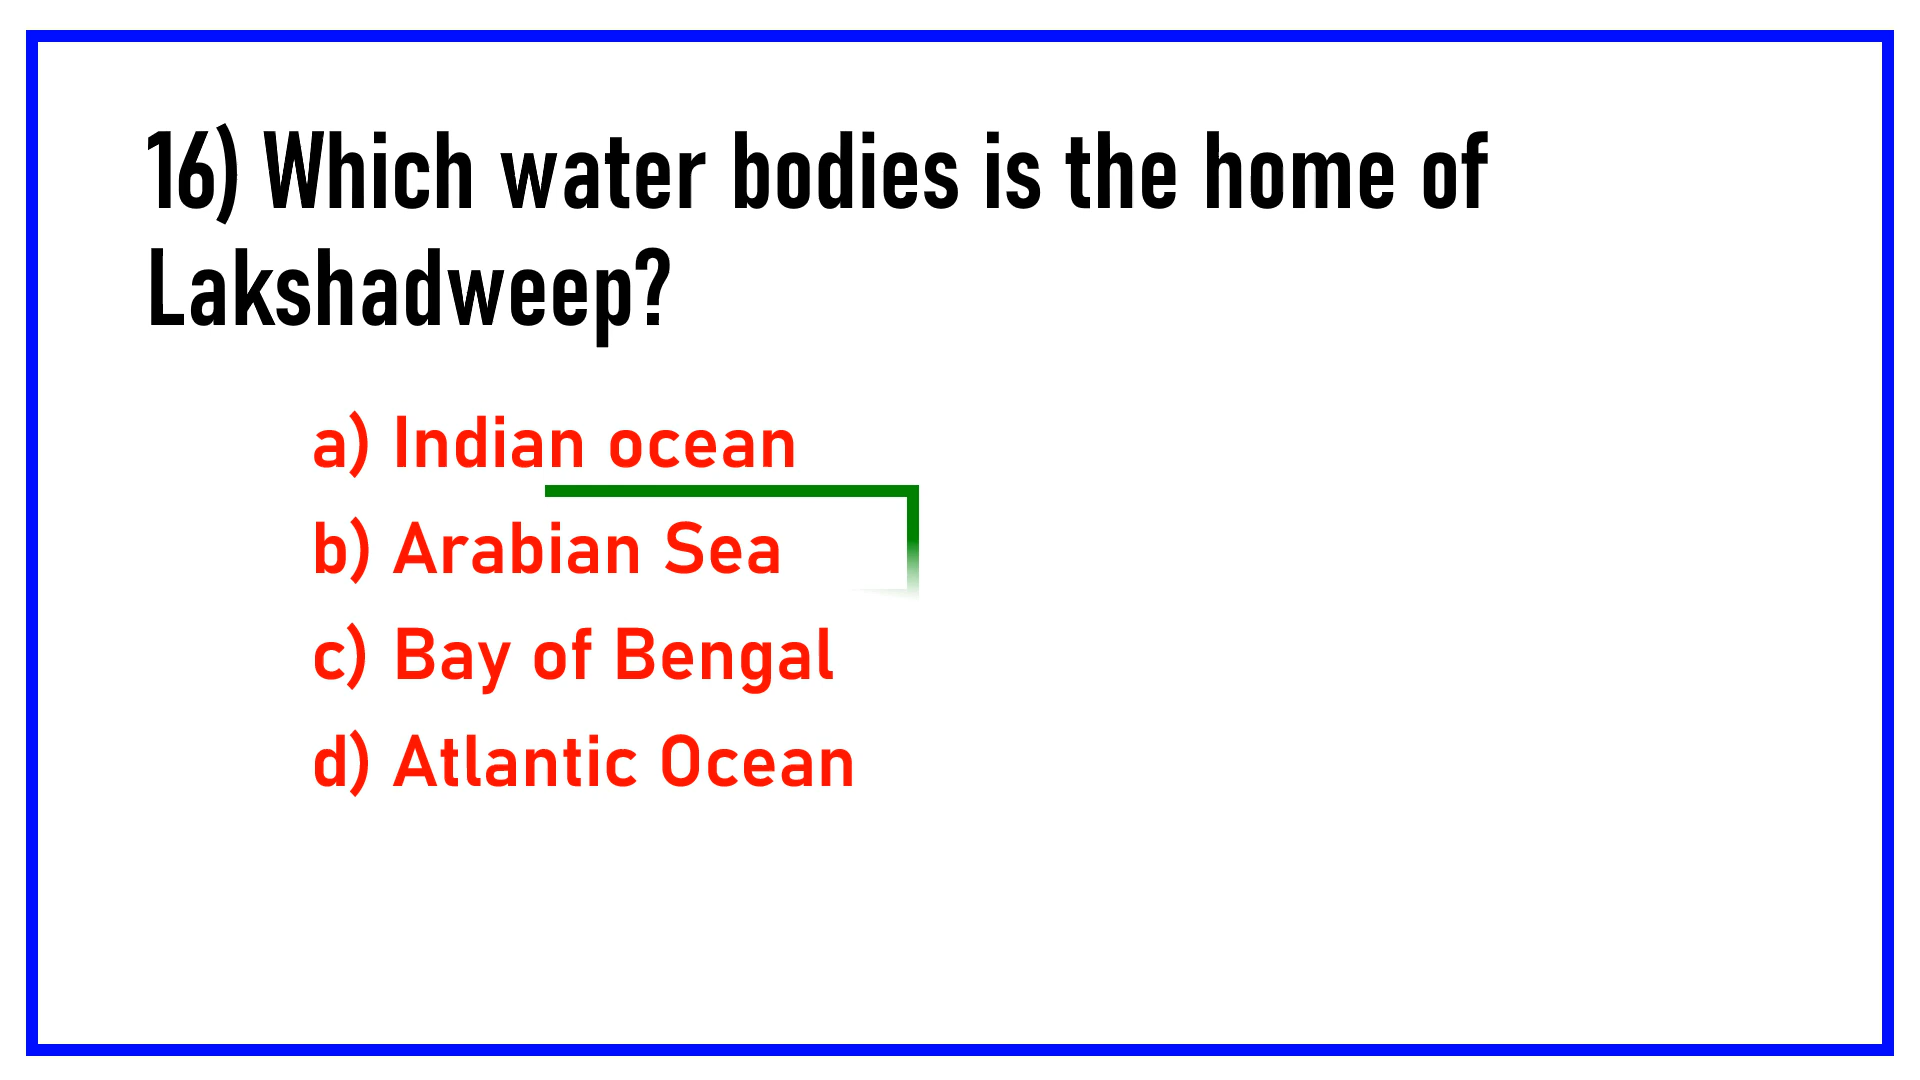 16) Which water bodies is the home of
Lakshadweep?
a) Indian ocean
b) Arabian Sea
c) Bay of Bengal
d) Atlantic Ocean